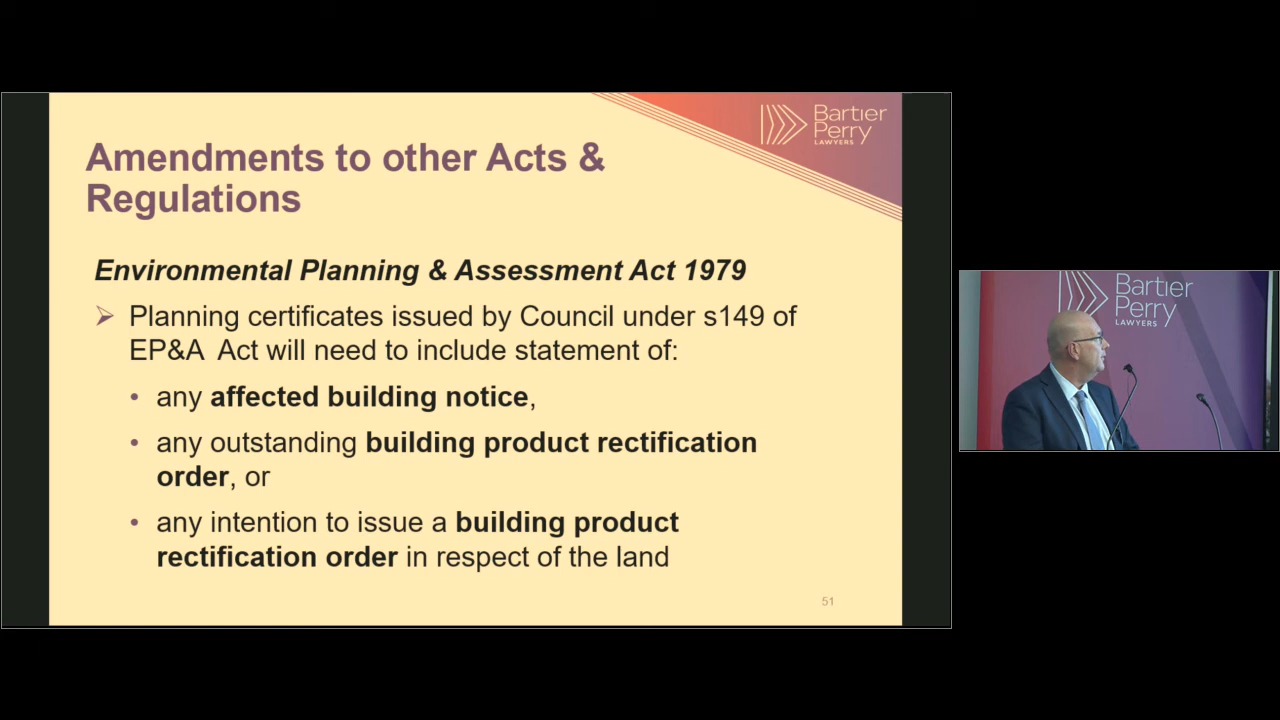 Bartier
Perry
LAWYERS
Amendments to other Acts &
Regulations
Environmental Planning & Assessment Act 1979
➢ Planning certificates issued by Council under s149 of
EP&A Act will need to include statement of:
• any affected building notice,
• any outstanding building product rectification
order, or
• any intention to issue a building product
rectification order in respect of the land
51
Bartier
Perry
LAWYERS